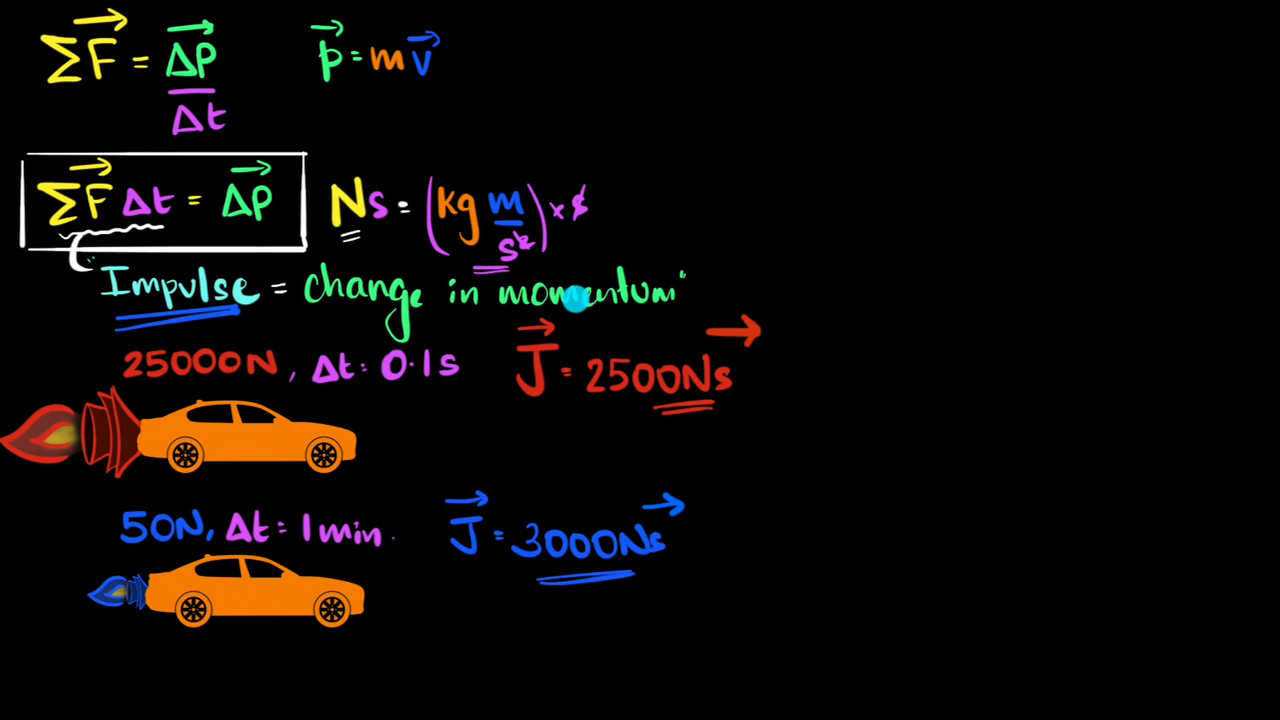 ΣF⃗ = Δp⃗/Δt    p⃗ = mv⃗
ΣF⃗ Δt = Δp⃗    Ns = (kg m/s²) × s
Impulse = change in momentum"
25000N, Δt = 0.1s    J⃗ = 2500Ns →
50N, Δt = 1 min.    J⃗ = 3000Ns →